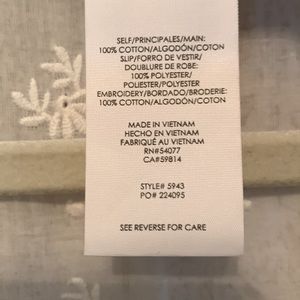 SELF/PRINCIPALES/MAIN:
100% COTTON/ALGODÓN/COTON
SLIP/FORRO DE VESTIR/
DOUBLURE DE ROBE:
100% POLYESTER/
POLIESTER/POLYESTER
EMBROIDERY/BORDADO/BRODERIE:
100% COTTON/ALGODÓN/COTON
MADE IN VIETNAM
HECHO EN VIETNAM
FABRIQUÉ AU VIETNAM
RN#54077
CA#59814
STYLE# 5943
PO# 224095
SEE REVERSE FOR CARE